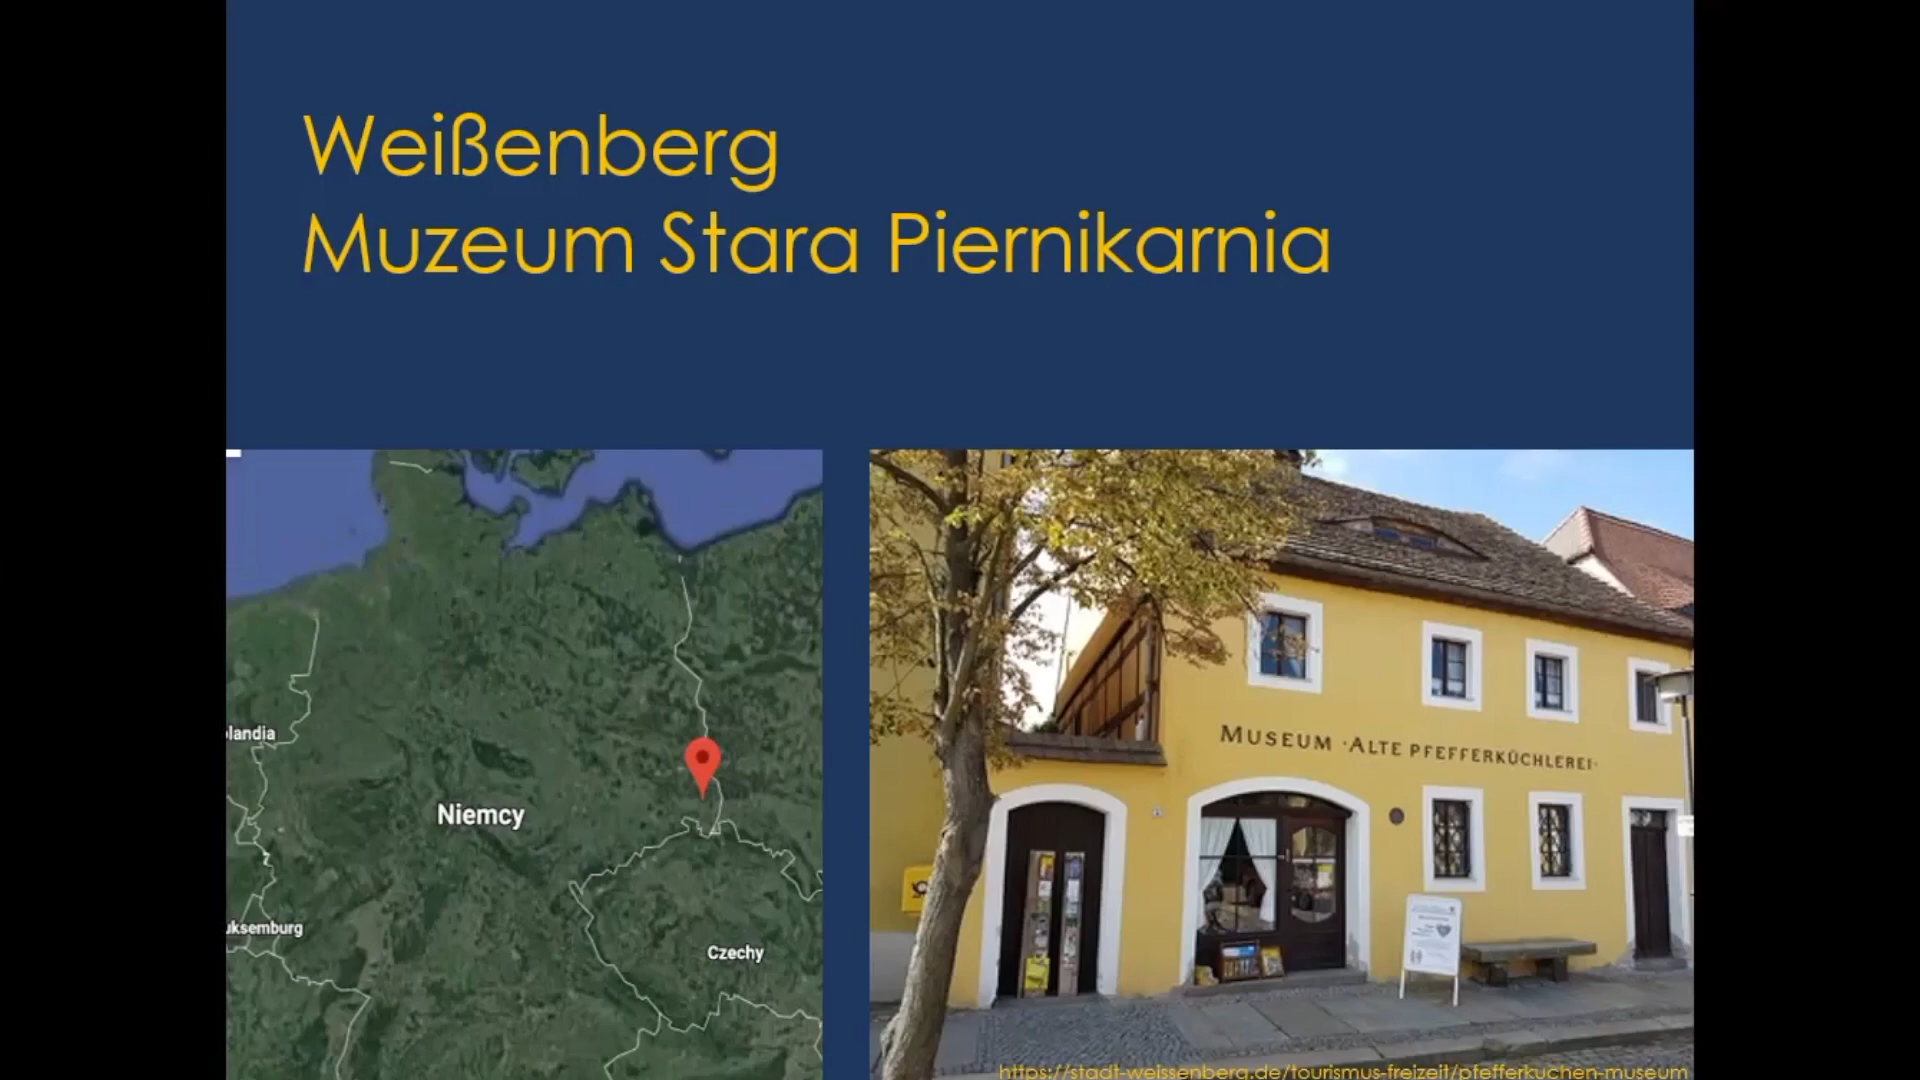 Weißenberg
Muzeum Stara Piernikarnia
landia
Niemcy
uksemburg
Czechy
MUSEUM ·ALTE PFEFFERKÜCHLEREI·
https://stadt-weissenberg.de/tourismus-freizeit/pfefferkuchen-museum